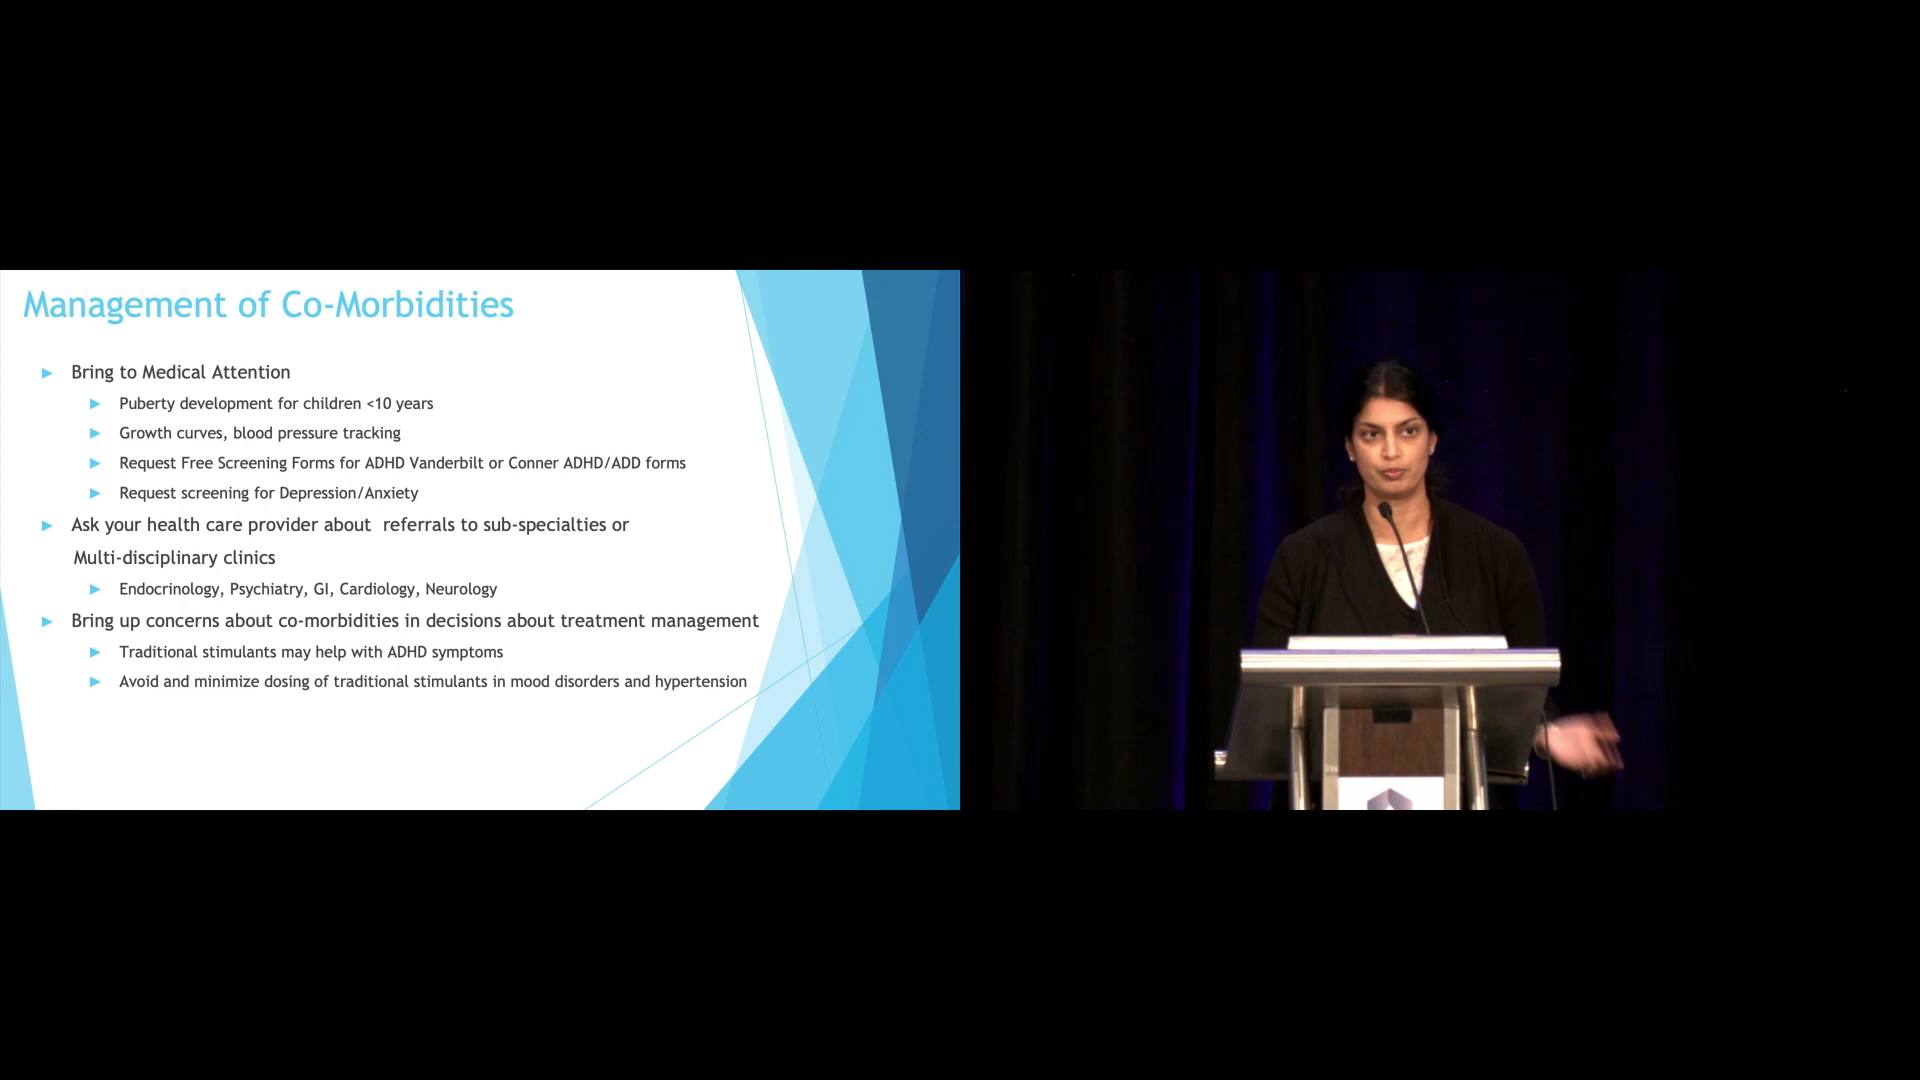 Management of Co-Morbidities
Bring to Medical Attention
Puberty development for children <10 years
Growth curves, blood pressure tracking
Request Free Screening Forms for ADHD Vanderbilt or Conner ADHD/ADD forms
Request screening for Depression/Anxiety
Ask your health care provider about  referrals to sub-specialties or
Multi-disciplinary clinics
Endocrinology, Psychiatry, GI, Cardiology, Neurology
Bring up concerns about co-morbidities in decisions about treatment management
Traditional stimulants may help with ADHD symptoms
Avoid and minimize dosing of traditional stimulants in mood disorders and hypertension